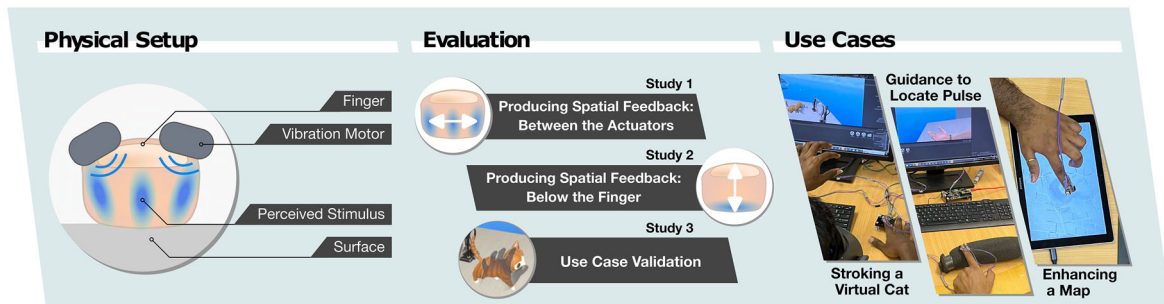 Physical Setup
Finger
Vibration Motor
Perceived Stimulus
Surface
Evaluation
Study 1
Producing Spatial Feedback:
Between the Actuators
Study 2
Producing Spatial Feedback:
Below the Finger
Study 3
Use Case Validation
Use Cases
Guidance to
Locate Pulse
Stroking a
Virtual Cat
Enhancing
a Map